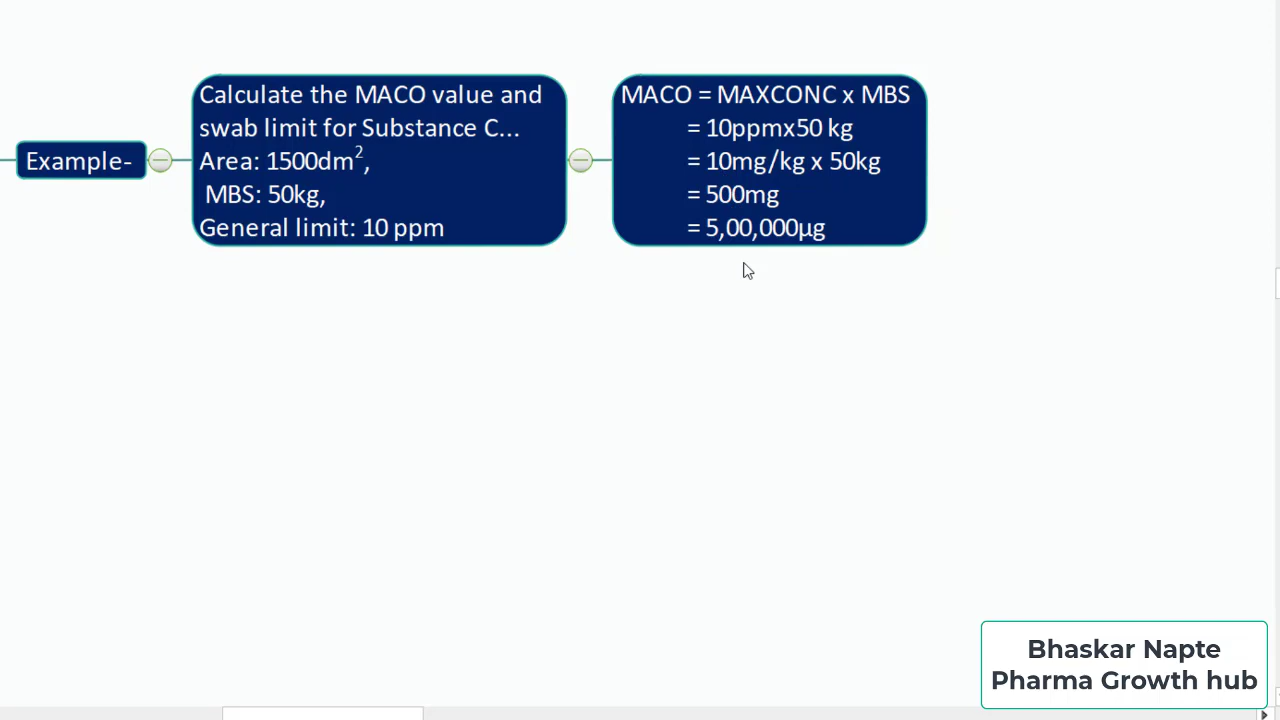 Example-
Calculate the MACO value and
swab limit for Substance C...
Area: 1500dm²,
MBS: 50kg,
General limit: 10 ppm
MACO = MAXCONC x MBS
= 10ppmx50 kg
= 10mg/kg x 50kg
= 500mg
= 5,00,000µg
Bhaskar Napte
Pharma Growth hub